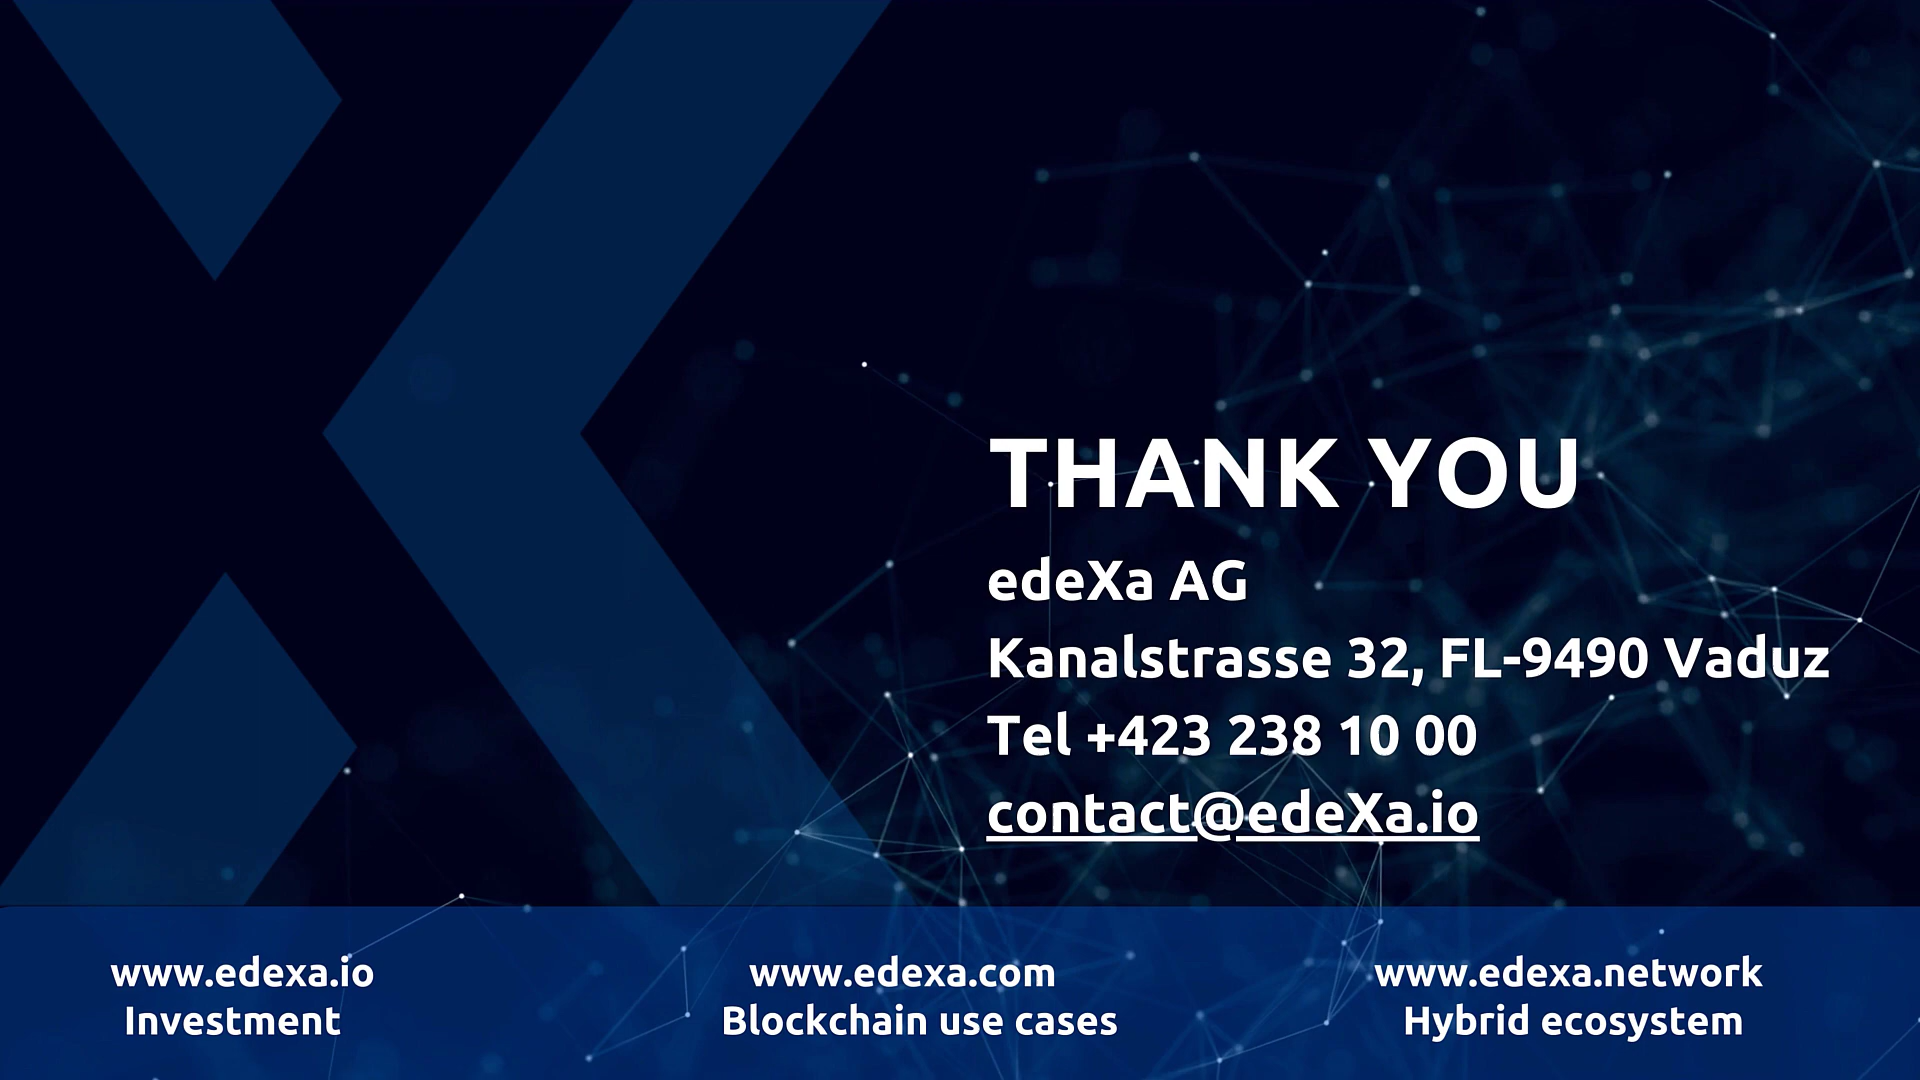 THANK YOU
edeXa AG
Kanalstrasse 32, FL-9490 Vaduz
Tel +423 238 10 00
contact@edeXa.io
www.edexa.io
Investment
www.edexa.com
Blockchain use cases
www.edexa.network
Hybrid ecosystem